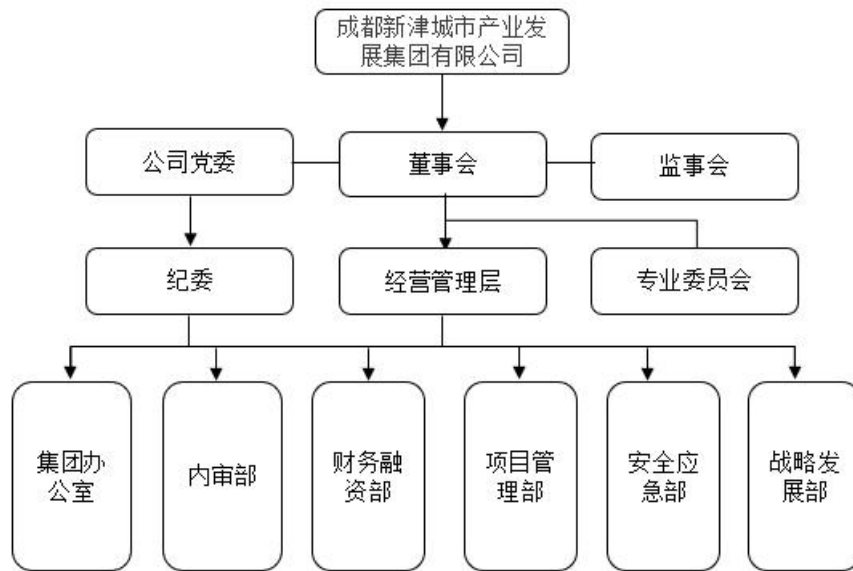 成都新津城市产业发
展集团有限公司
公司党委
董事会
监事会
纪委
经营管理层
专业委员会
集团办
公室
内审部
财务融
资部
项目管
理部
安全应
急部
战略发
展部